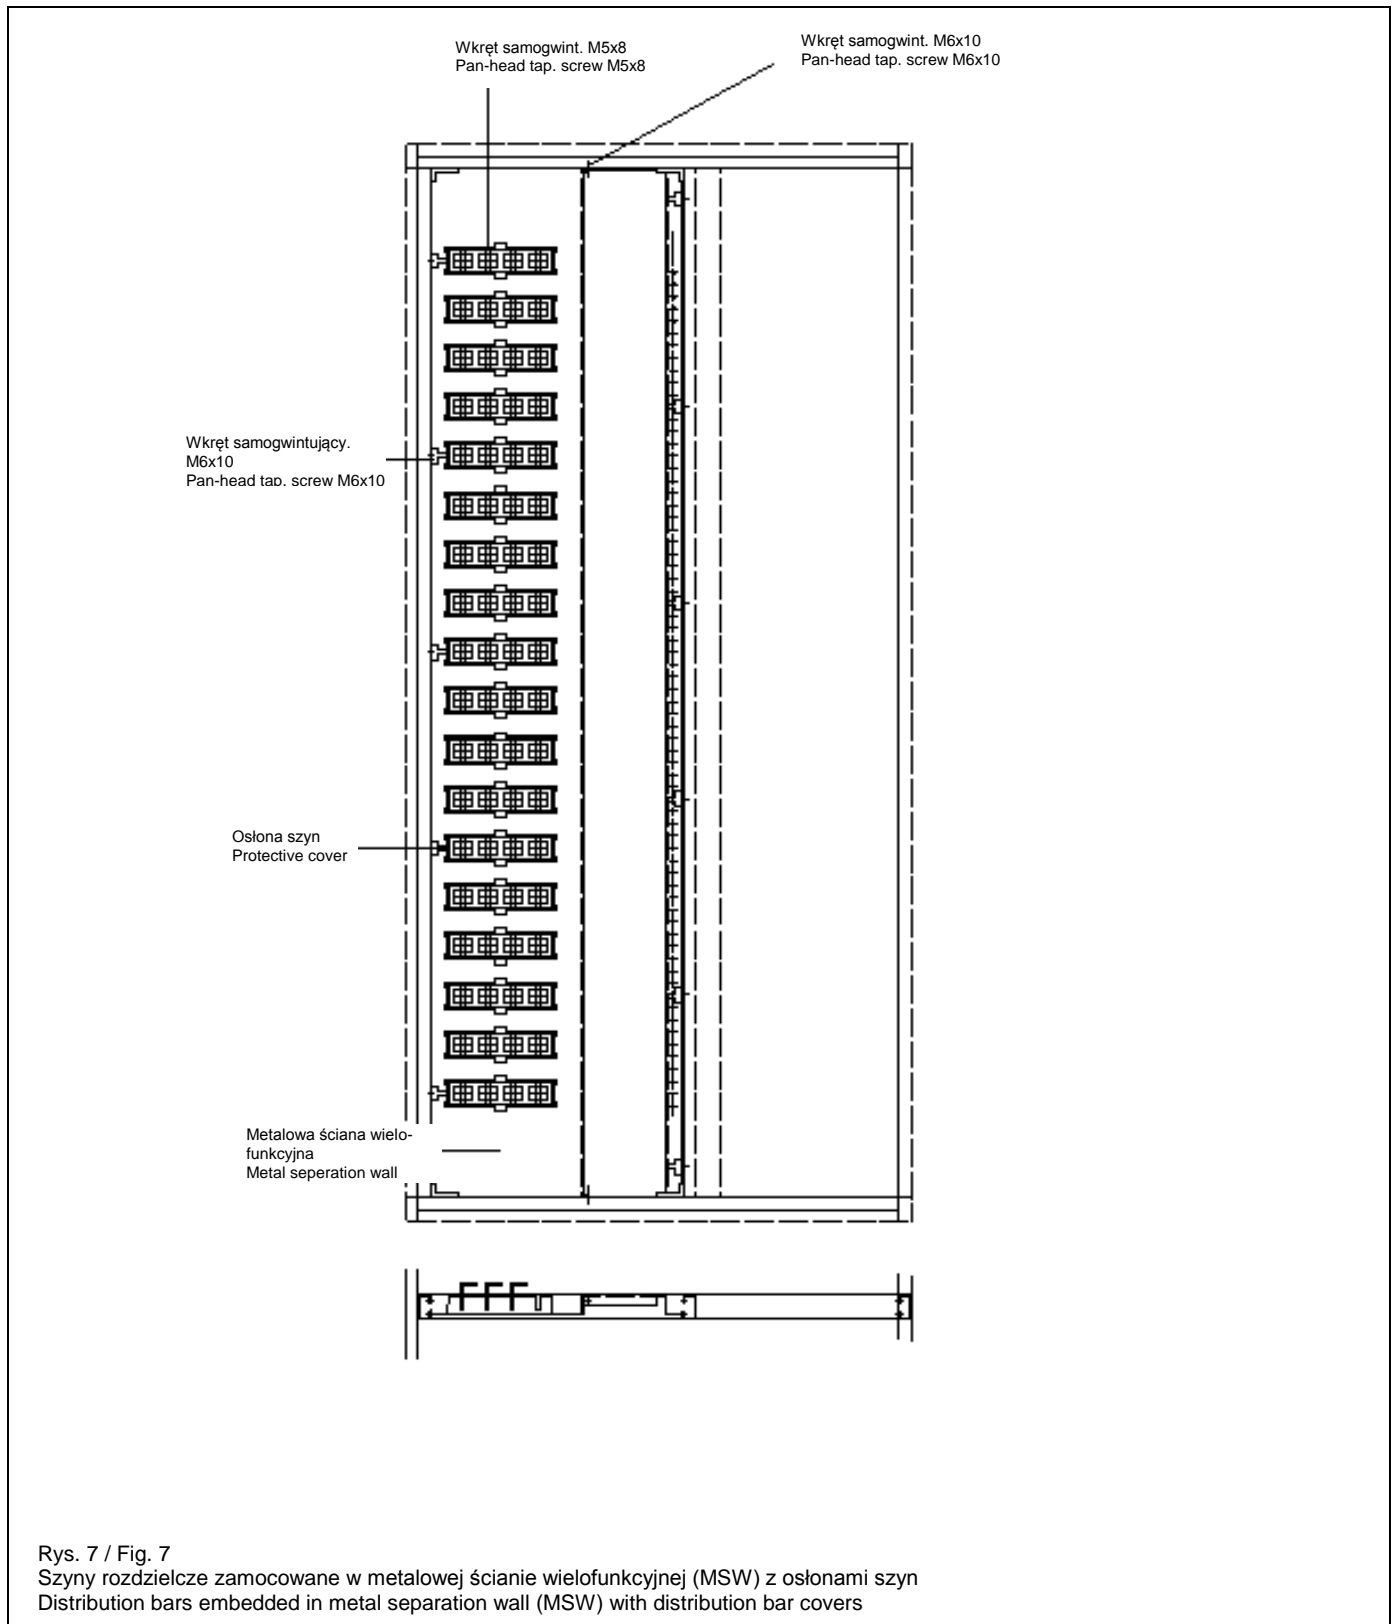 Wkręt samogwint. M5x8
Pan-head tap. screw M5x8
Wkręt samogwint. M6x10
Pan-head tap. screw M6x10
Wkręt samogwintujący.
M6x10
Pan-head tap. screw M6x10
Osłona szyn
Protective cover
Metalowa ściana wielo-
funkcyjna
Metal seperation wall
Rys. 7 / Fig. 7
Szyny rozdzielcze zamocowane w metalowej ścianie wielofunkcyjnej (MSW) z osłonami szyn
Distribution bars embedded in metal separation wall (MSW) with distribution bar covers